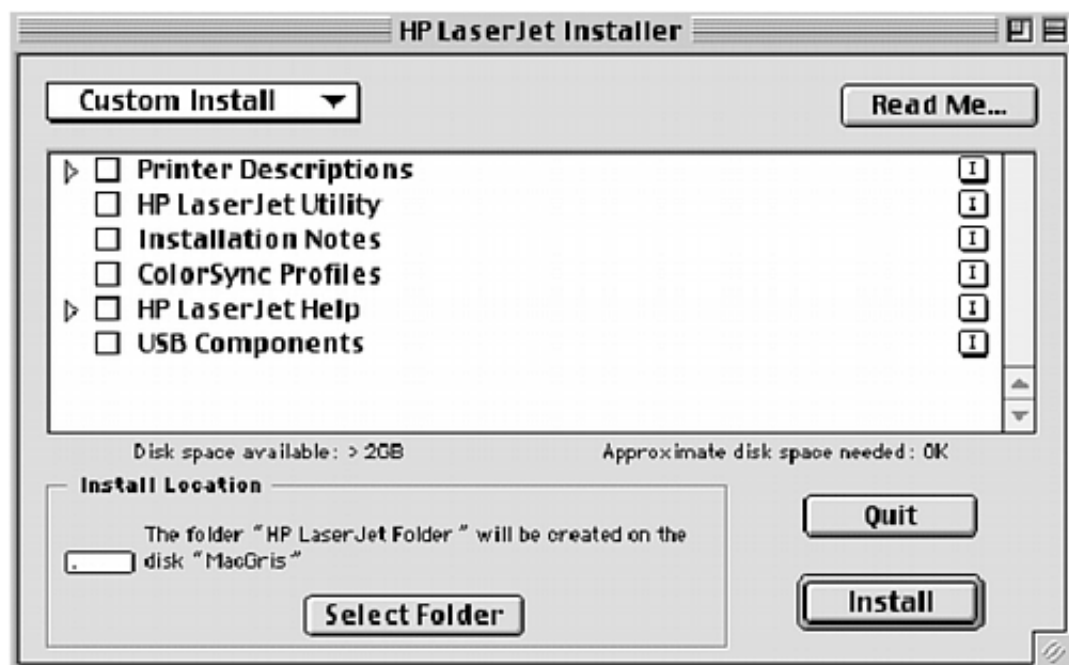 HP LaserJet Installer
Custom Install
Read Me...
Printer Descriptions I
HP LaserJet Utility I
Installation Notes I
ColorSync Profiles I
HP LaserJet Help I
USB Components I
Disk space available: > 2GB Approximate disk space needed: 0K
Install Location
The folder "HP LaserJet Folder" will be created on the
disk "MacGris"
Select Folder
Quit
Install